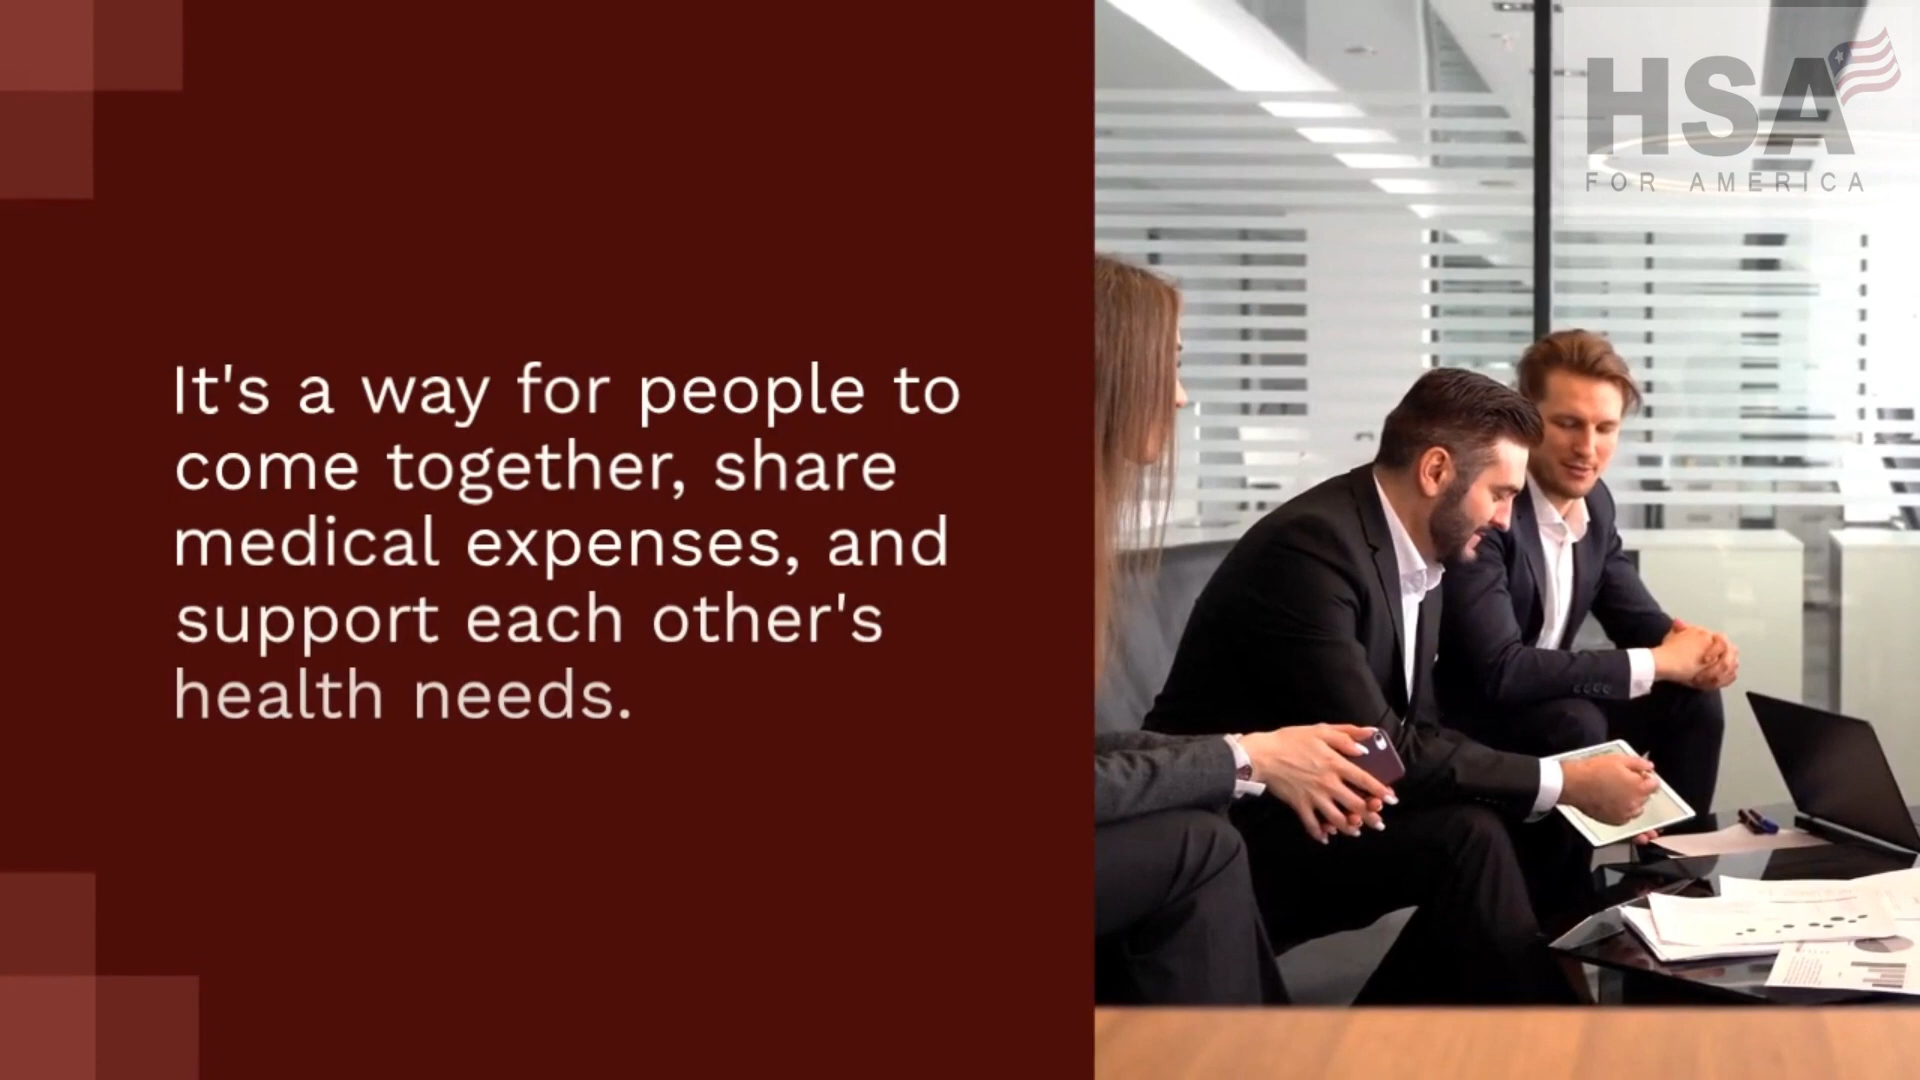 It's a way for people to
come together, share
medical expenses, and
support each other's
health needs.
HSA
FOR AMERICA